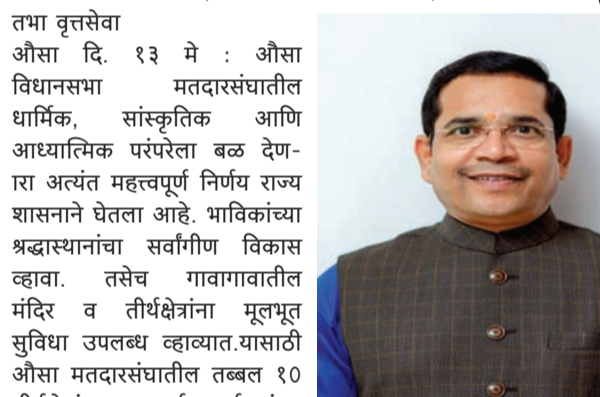 तभा वृत्तसेवा
औसा दि. १३ मे : औसा
विधानसभा मतदारसंघातील
धार्मिक, सांस्कृतिक आणि
आध्यात्मिक परंपरेला बळ देण-
ारा अत्यंत महत्त्वपूर्ण निर्णय राज्य
शासनाने घेतला आहे. भाविकांच्या
श्रद्धास्थानांचा सर्वांगीण विकास
व्हावा. तसेच गावागावातील
मंदिर व तीर्थक्षेत्रांना मूलभूत
सुविधा उपलब्ध व्हाव्यात.यासाठी
औसा मतदारसंघातील तब्बल १०